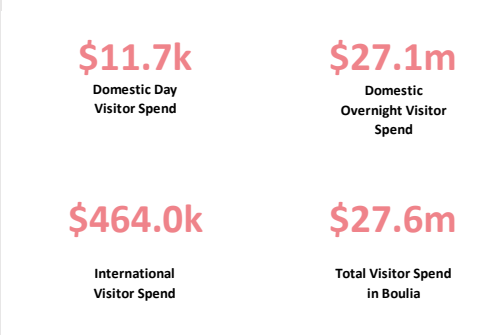 $11.7k
Domestic Day
Visitor Spend
$27.1m
Domestic
Overnight Visitor
Spend
$464.0k
International
Visitor Spend
$27.6m
Total Visitor Spend
in Boulia